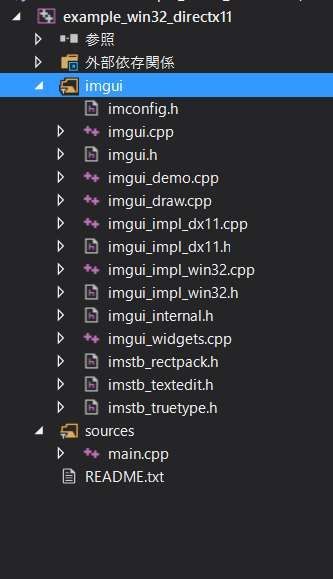 example_win32_directx11
参照
外部依存関係
imgui
imconfig.h
imgui.cpp
imgui.h
imgui_demo.cpp
imgui_draw.cpp
imgui_impl_dx11.cpp
imgui_impl_dx11.h
imgui_impl_win32.cpp
imgui_impl_win32.h
imgui_internal.h
imgui_widgets.cpp
imstb_rectpack.h
imstb_textedit.h
imstb_truetype.h
sources
main.cpp
README.txt